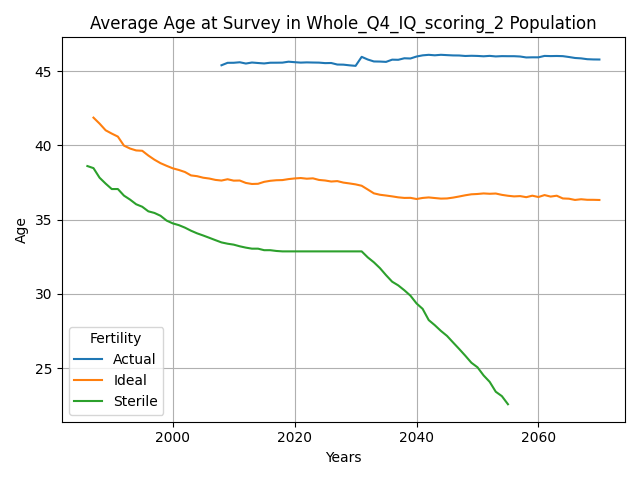 Average Age at Survey in Whole_Q4_IQ_scoring_2 Population
Age
45
40
35
30
25
Fertility
Actual
Ideal
Sterile
2000 2020 2040 2060
Years